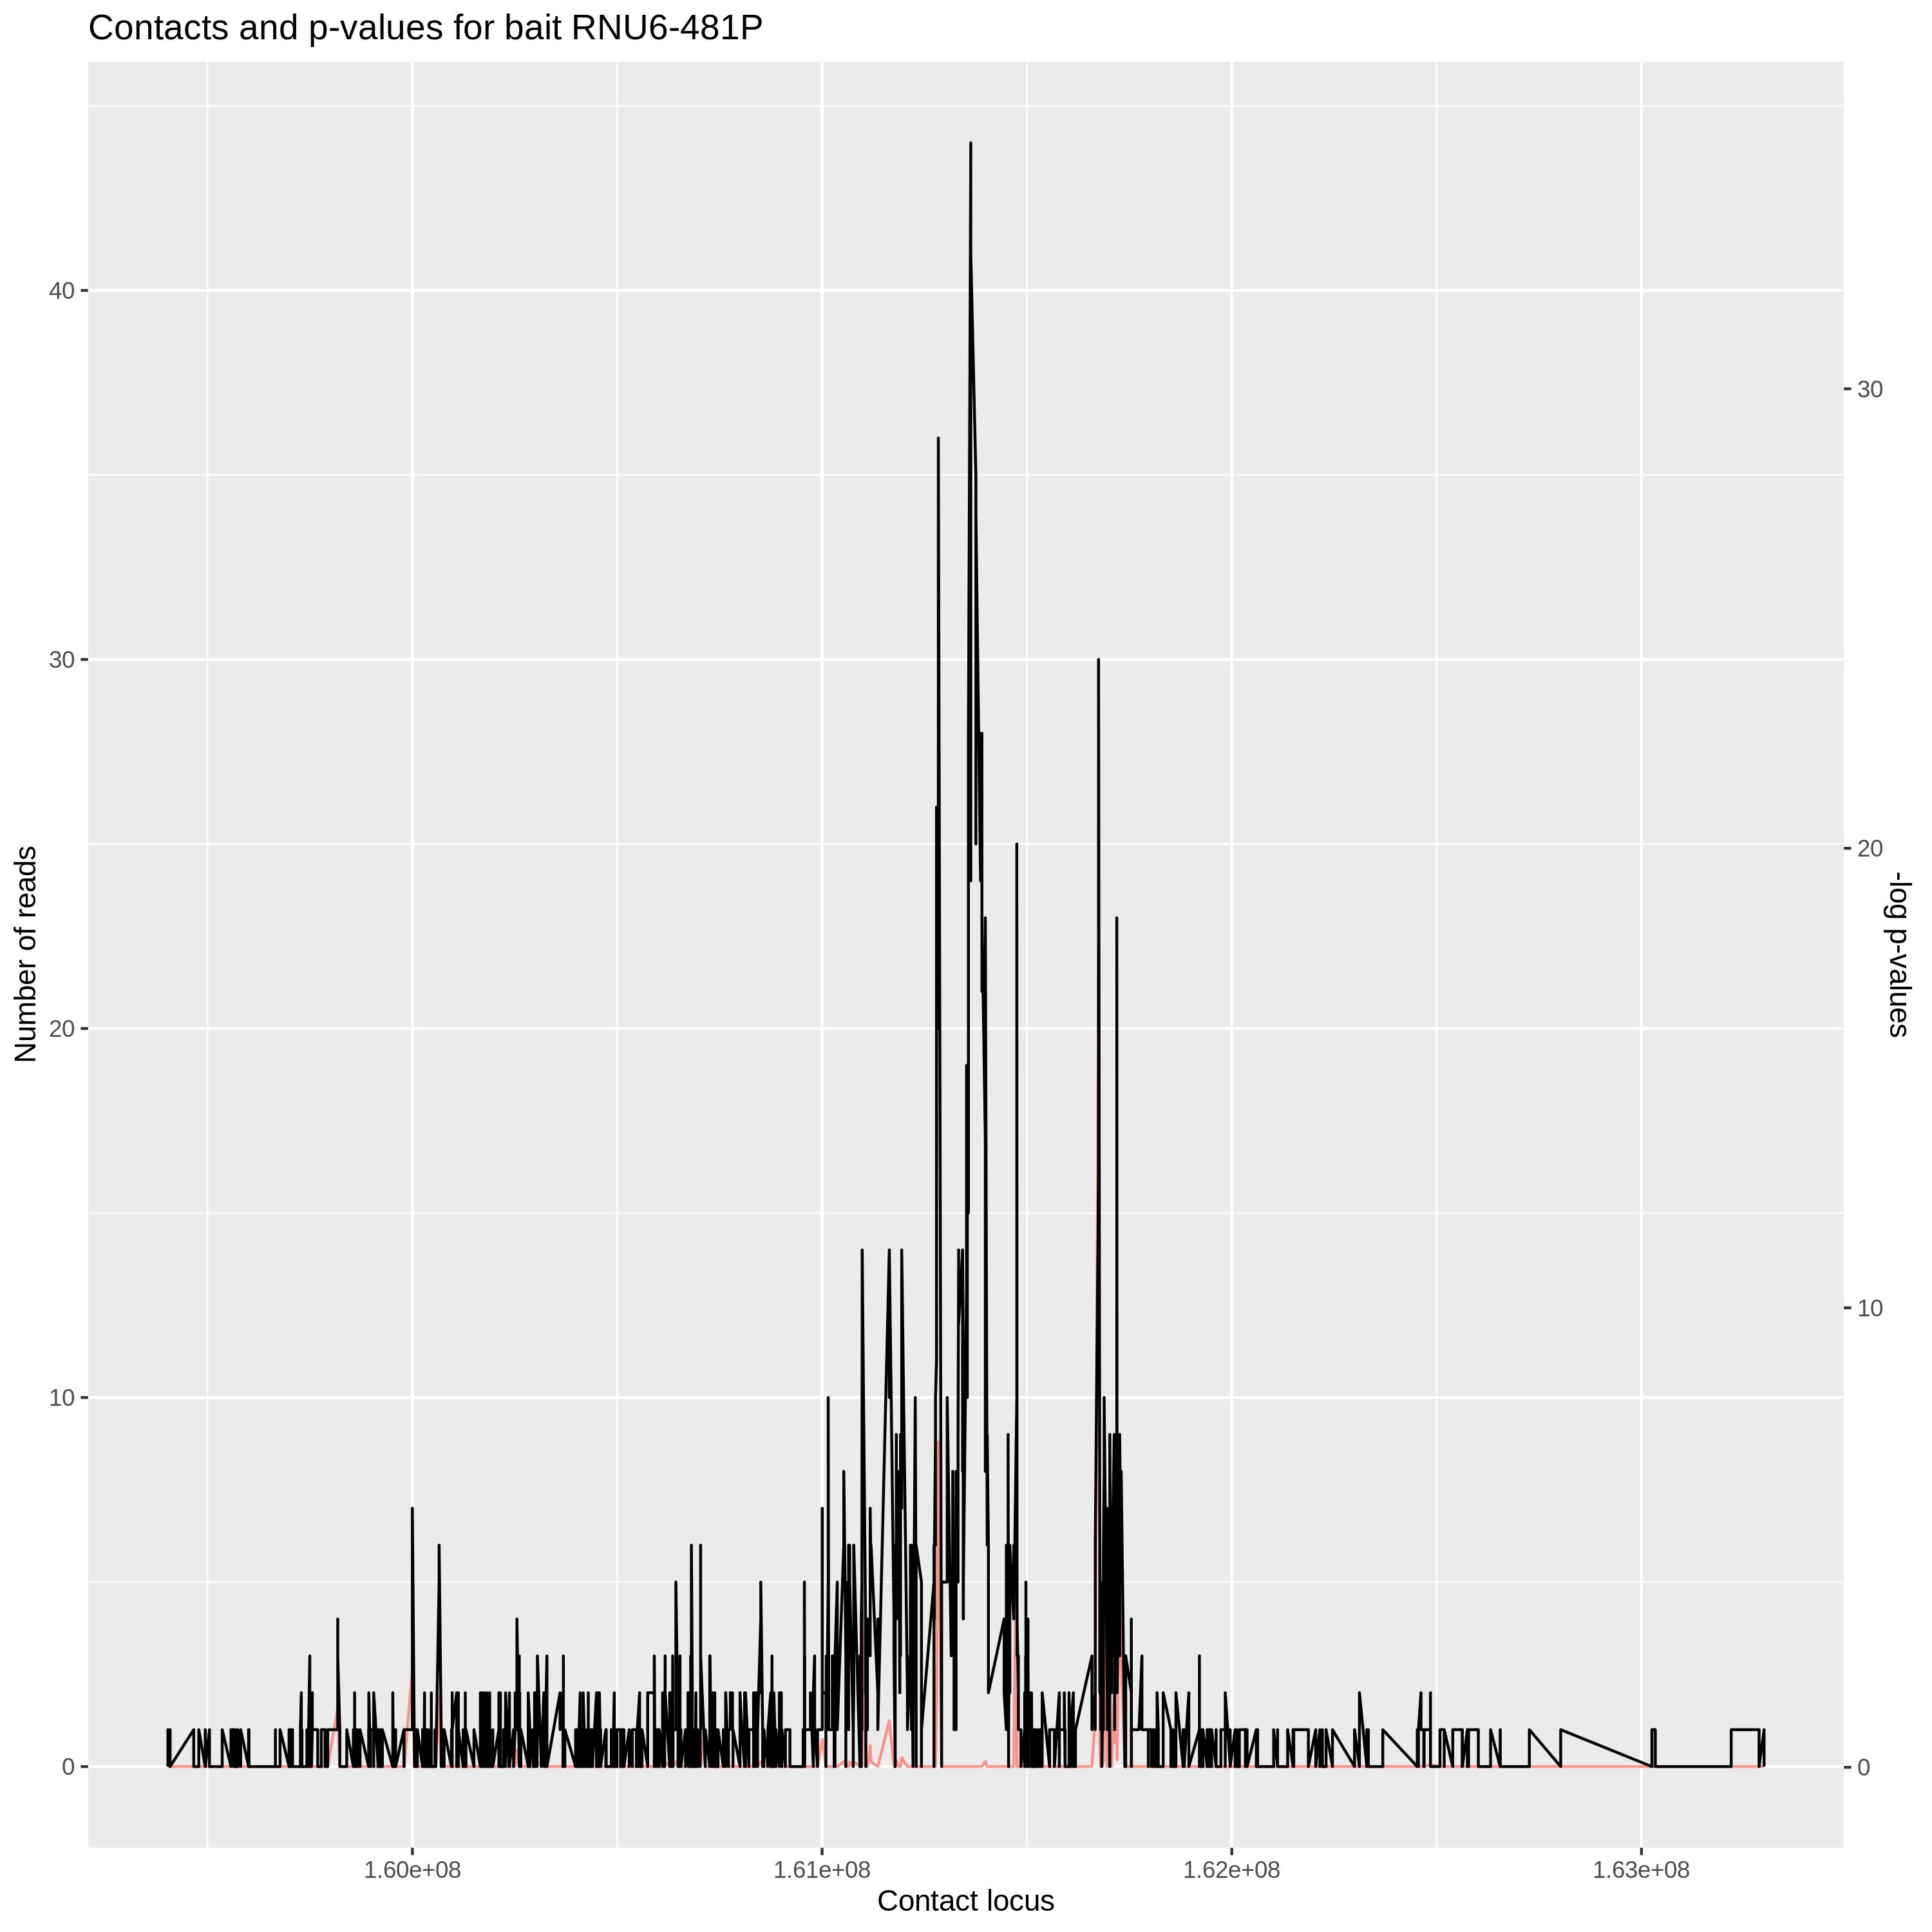 Contacts and p-values for bait RNU6-481P
Number of reads
40
30
20
10
0
30
20
10
0
-log p-values
1.60e+08
1.61e+08
1.62e+08
1.63e+08
Contact locus